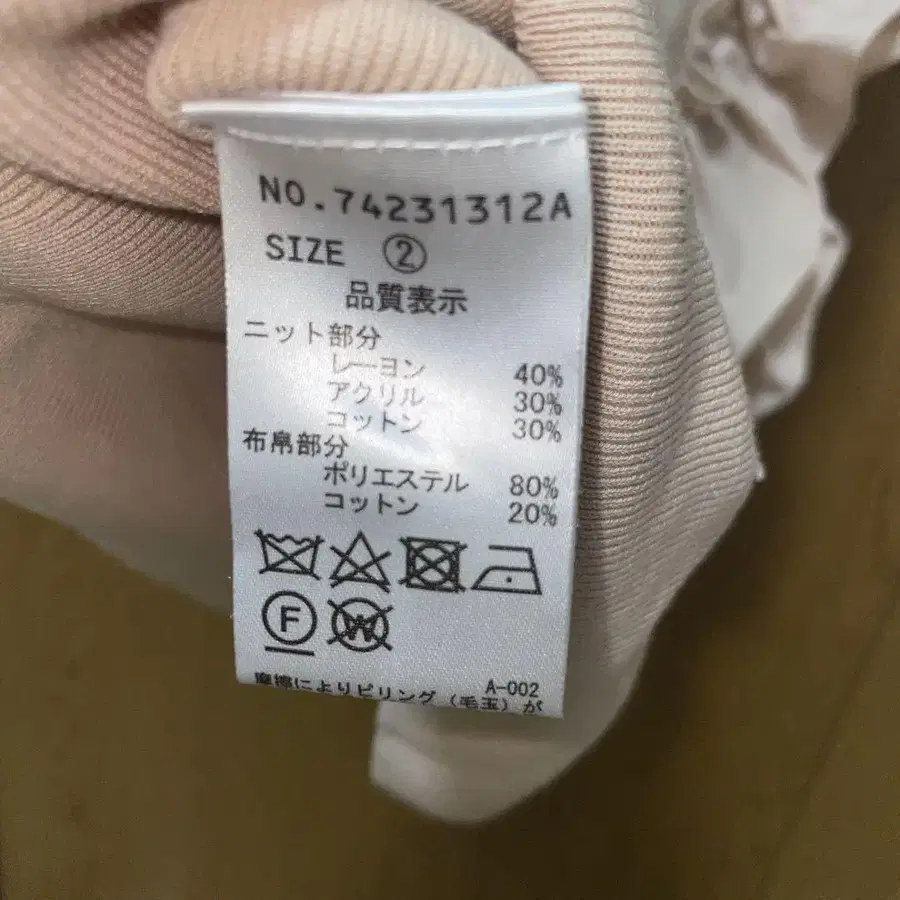 NO.74231312A
SIZE ②
品質表示
ニット部分
レーヨン 40%
アクリル 30%
コットン 30%
布帛部分
ポリエステル 80%
コットン 20%
F
W
A-002
摩擦によりピリング(毛玉)が